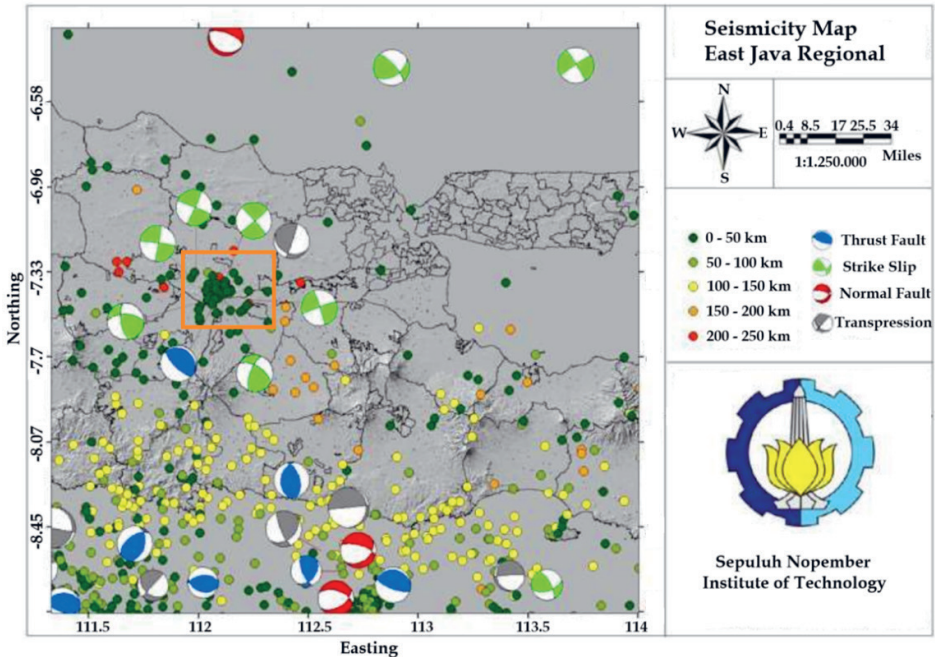 Seismicity Map
East Java Regional
N
W
E
S
0.4 8.5 17 25.5 34
Miles
1:1.250.000
0 - 50 km
50 - 100 km
100 - 150 km
150 - 200 km
200 - 250 km
Thrust Fault
Strike Slip
Normal Fault
Transpression
Sepuluh Nopember
Institute of Technology
Northing
-6.58
-6.96
-7.33
-7.7
-8.07
-8.45
111.5
112
112.5
113
113.5
114
Easting